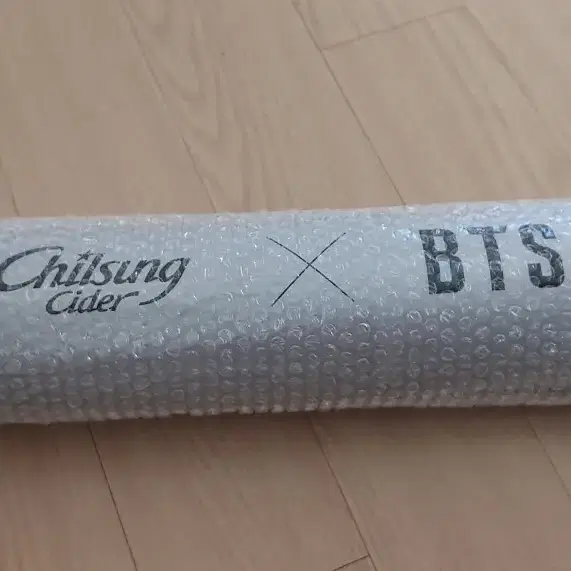 Chilsung
Cider
X
BTS